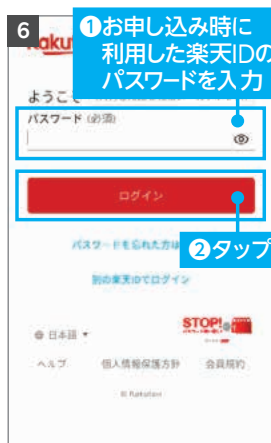 6
❶お申し込み時に
利用した楽天IDの
パスワードを入力
Rakut
ようこそ
パスワード (必須)
ログイン
パスワードを忘れた方は
❷タップ
別の楽天IDでログイン
日本語 ▼
STOP!
ヘルプ 個人情報保護方針 会員規約
© Rakuten